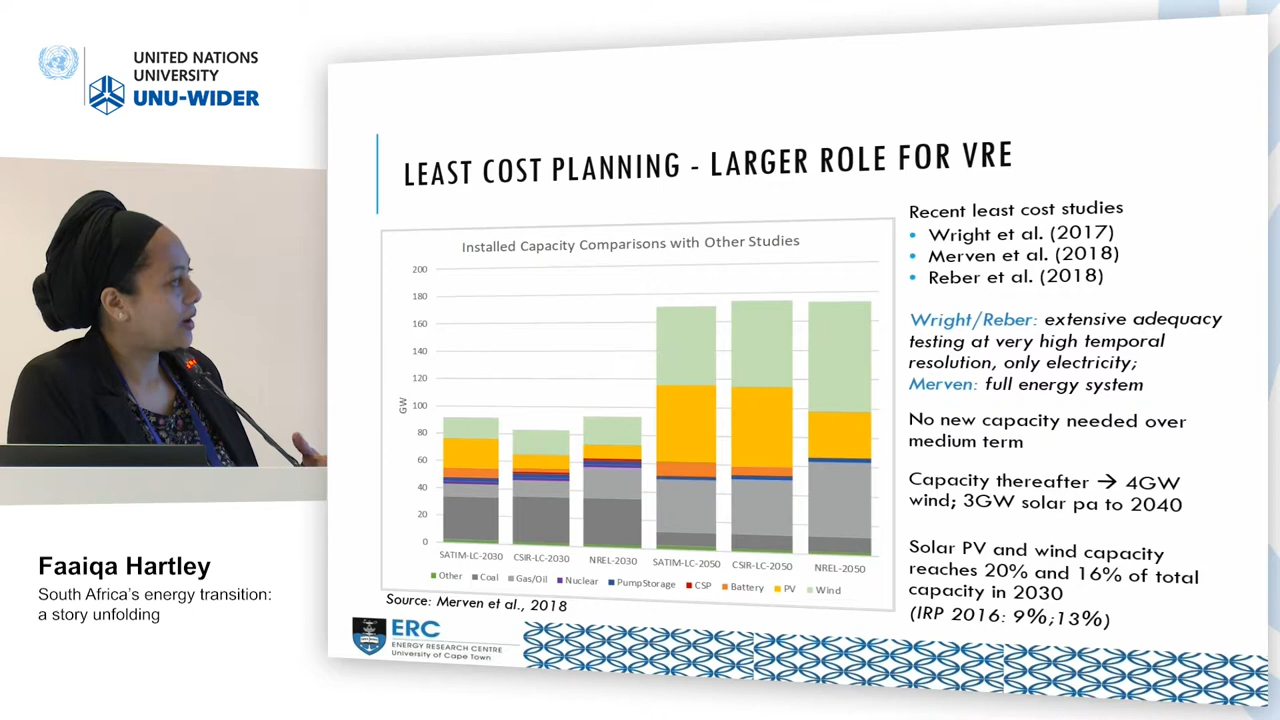 UNITED NATIONS
UNIVERSITY
UNU-WIDER
LEAST COST PLANNING - LARGER ROLE FOR VRE
Installed Capacity Comparisons with Other Studies
GW
200
180
160
140
120
100
80
60
40
20
0
SATIM-LC-2030 CSIR-LC-2030 NREL-2030 SATIM-LC-2050 CSIR-LC-2050 NREL-2050
Other Coal Gas/Oil Nuclear PumpStorage CSP Battery PV Wind
Source: Merven et al., 2018
Recent least cost studies
• Wright et al. (2017)
• Merven et al. (2018)
• Reber et al. (2018)
Wright/Reber: extensive adequacy
testing at very high temporal
resolution, only electricity;
Merven: full energy system
No new capacity needed over
medium term
Capacity thereafter → 4GW
wind; 3GW solar pa to 2040
Solar PV and wind capacity
reaches 20% and 16% of total
capacity in 2030
(IRP 2016: 9%;13%)
ERC
ENERGY RESEARCH CENTRE
University of Cape Town
Faaiqa Hartley
South Africa's energy transition:
a story unfolding